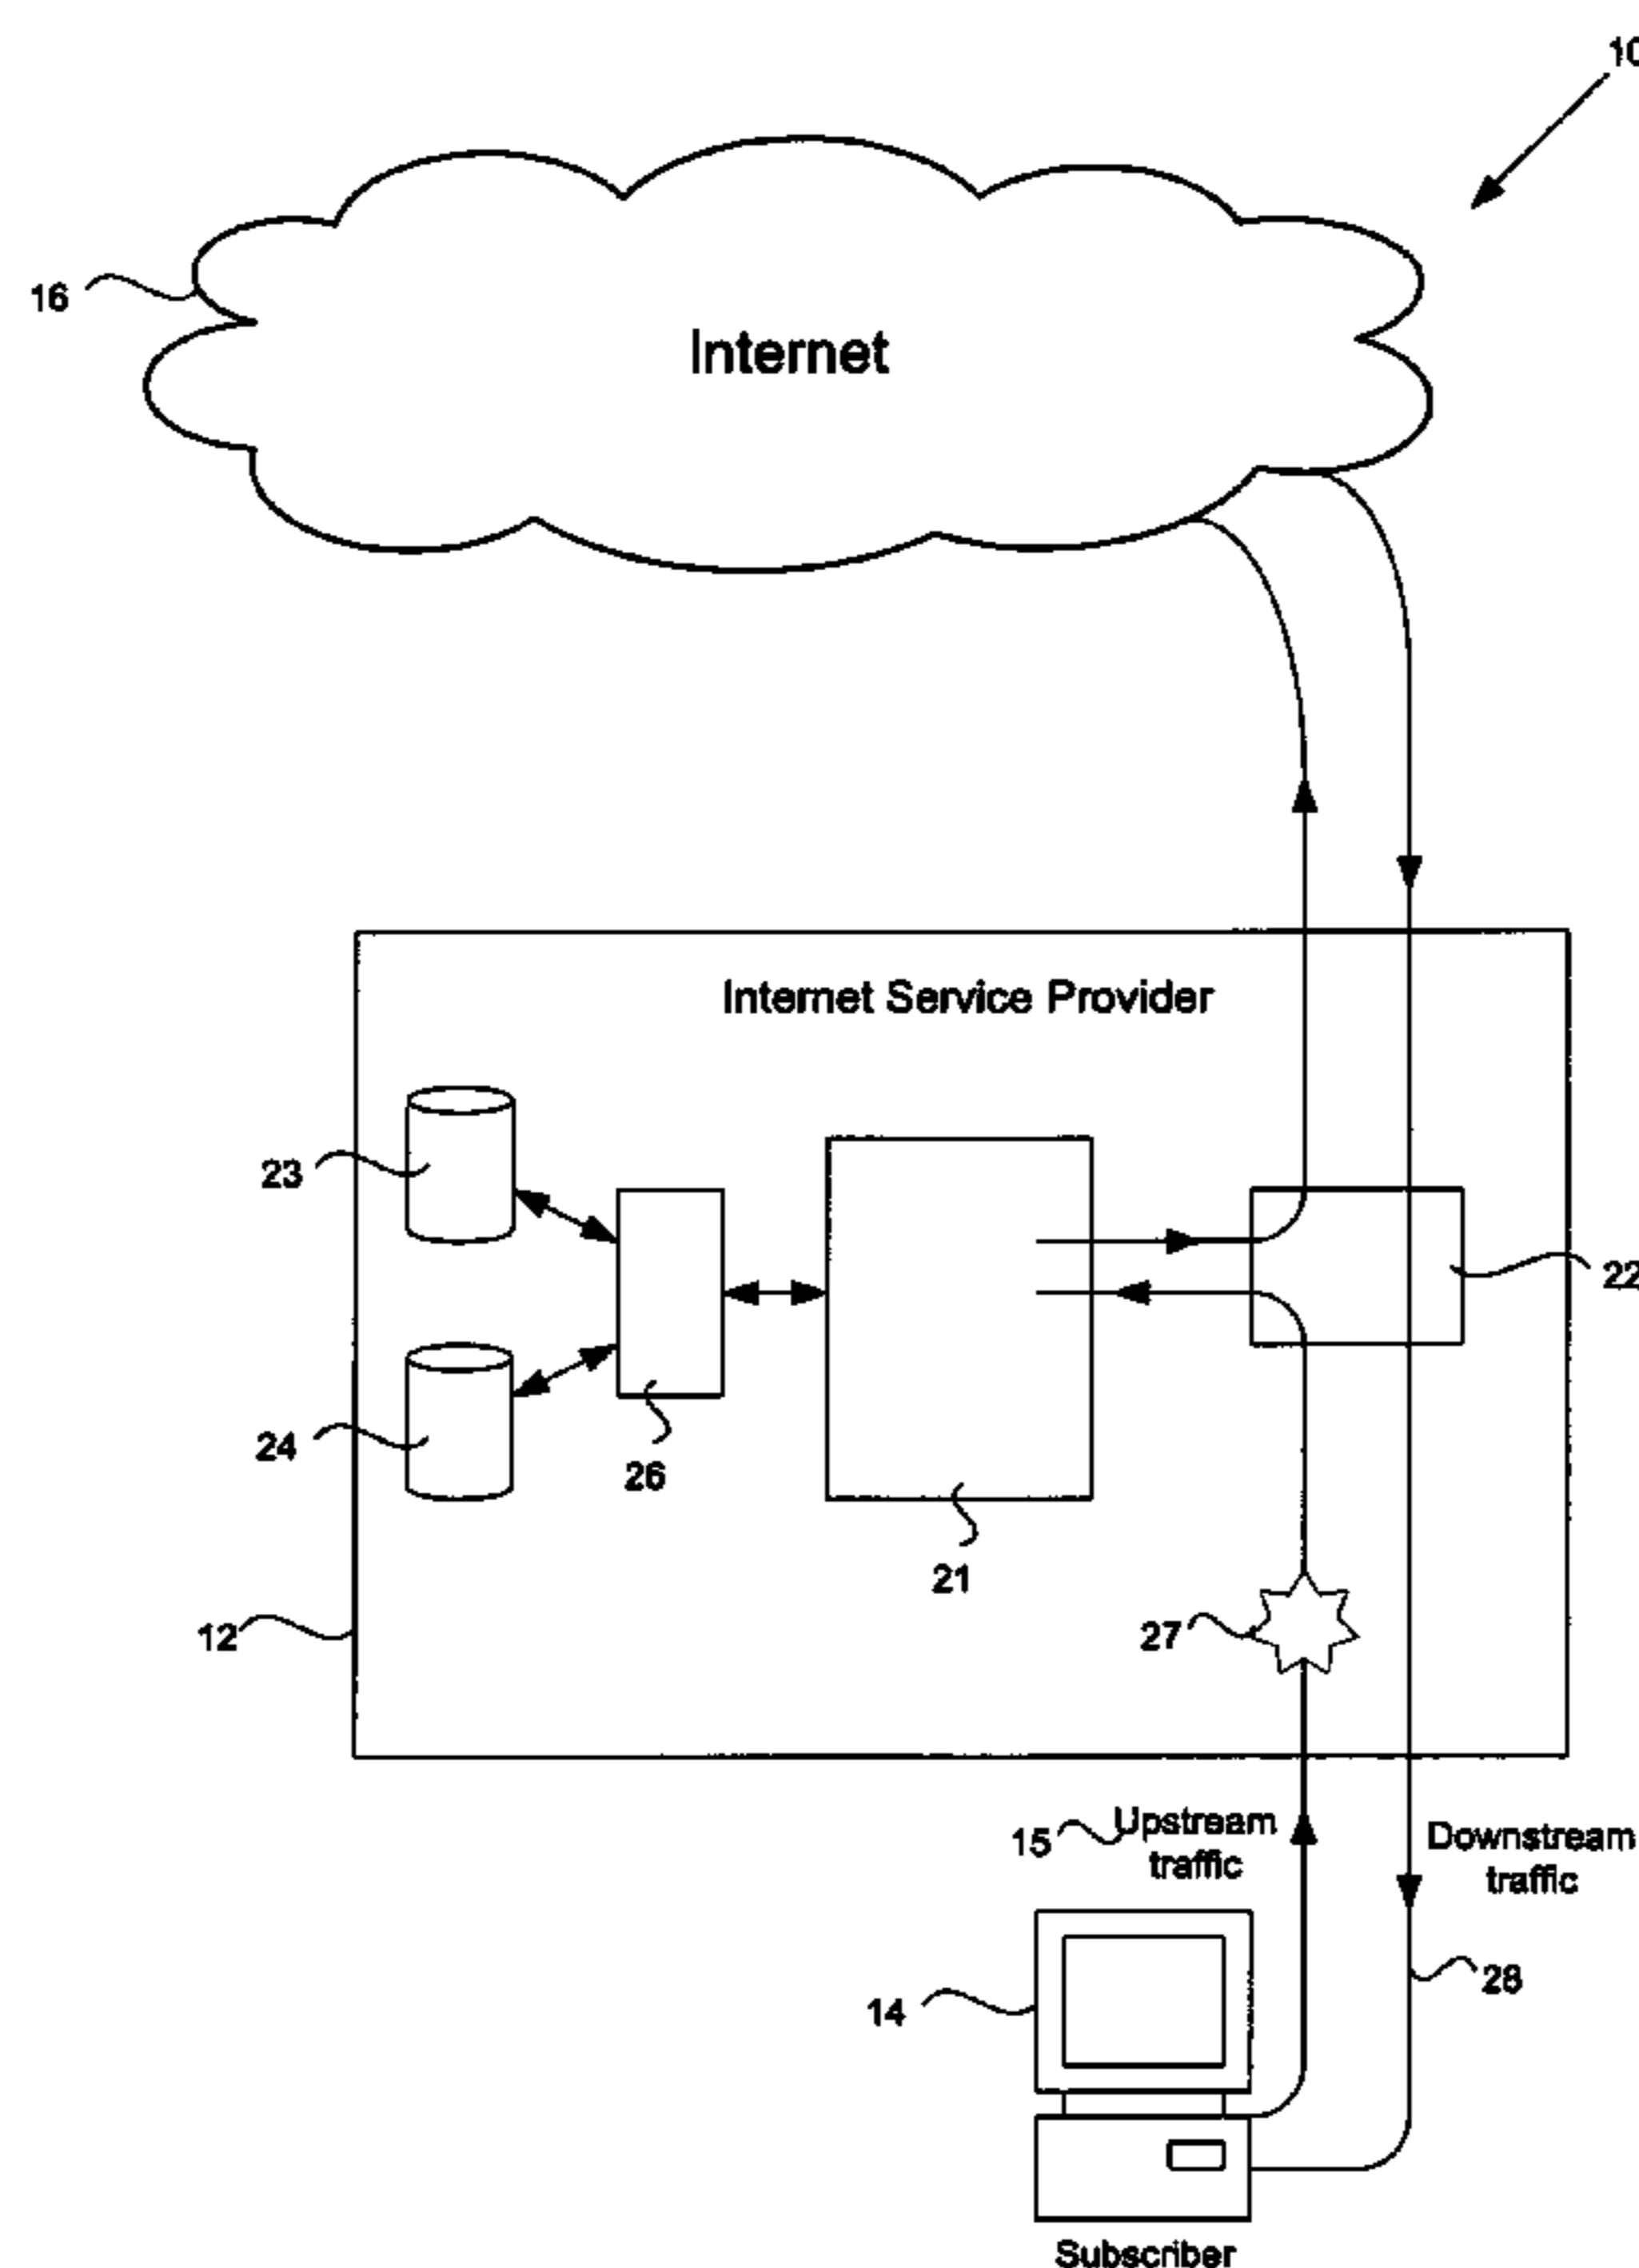 10
16
Internet
Internet Service Provider
23
22
24
26
21
12
27
15
Upstream
traffic
Downstream
traffic
28
14
Subscriber